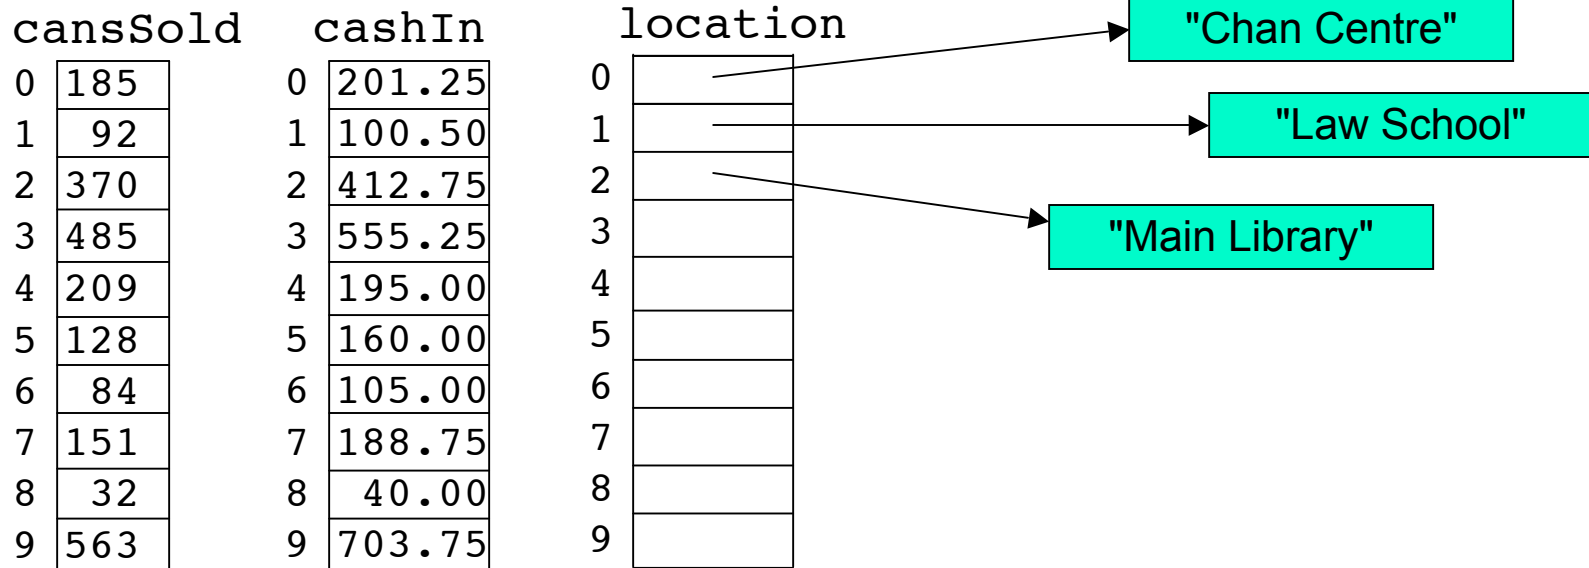 cansSold cashIn location "Chan Centre"
0 185 0 201.25 0
1 92 1 100.50 1 "Law School"
2 370 2 412.75 2
3 485 3 555.25 3 "Main Library"
4 209 4 195.00 4
5 128 5 160.00 5
6 84 6 105.00 6
7 151 7 188.75 7
8 32 8 40.00 8
9 563 9 703.75 9